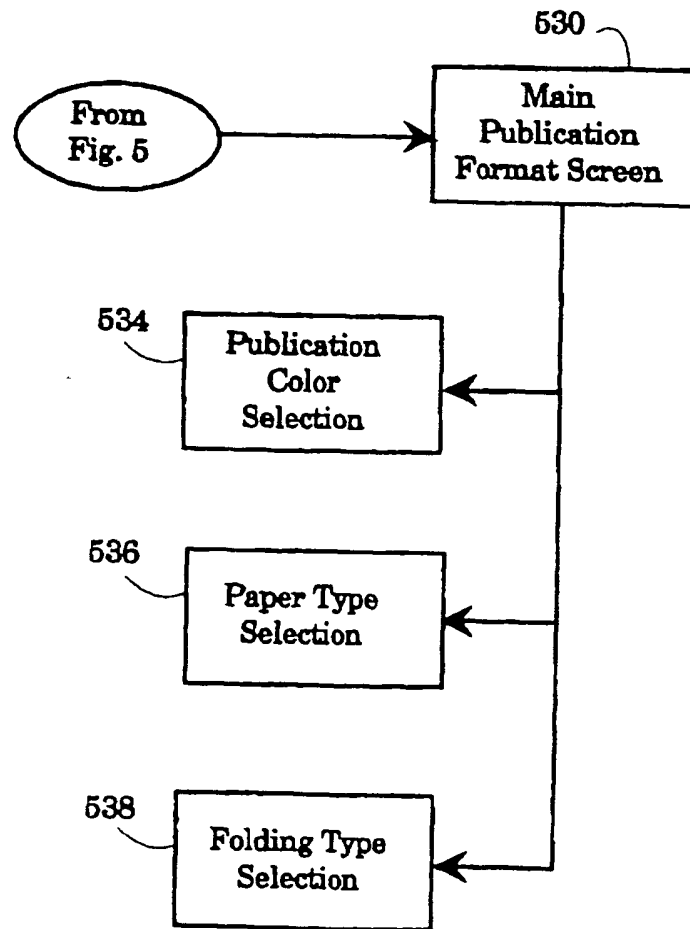 530
From
Fig. 5
Main
Publication
Format Screen
534
Publication
Color
Selection
536
Paper Type
Selection
538
Folding Type
Selection